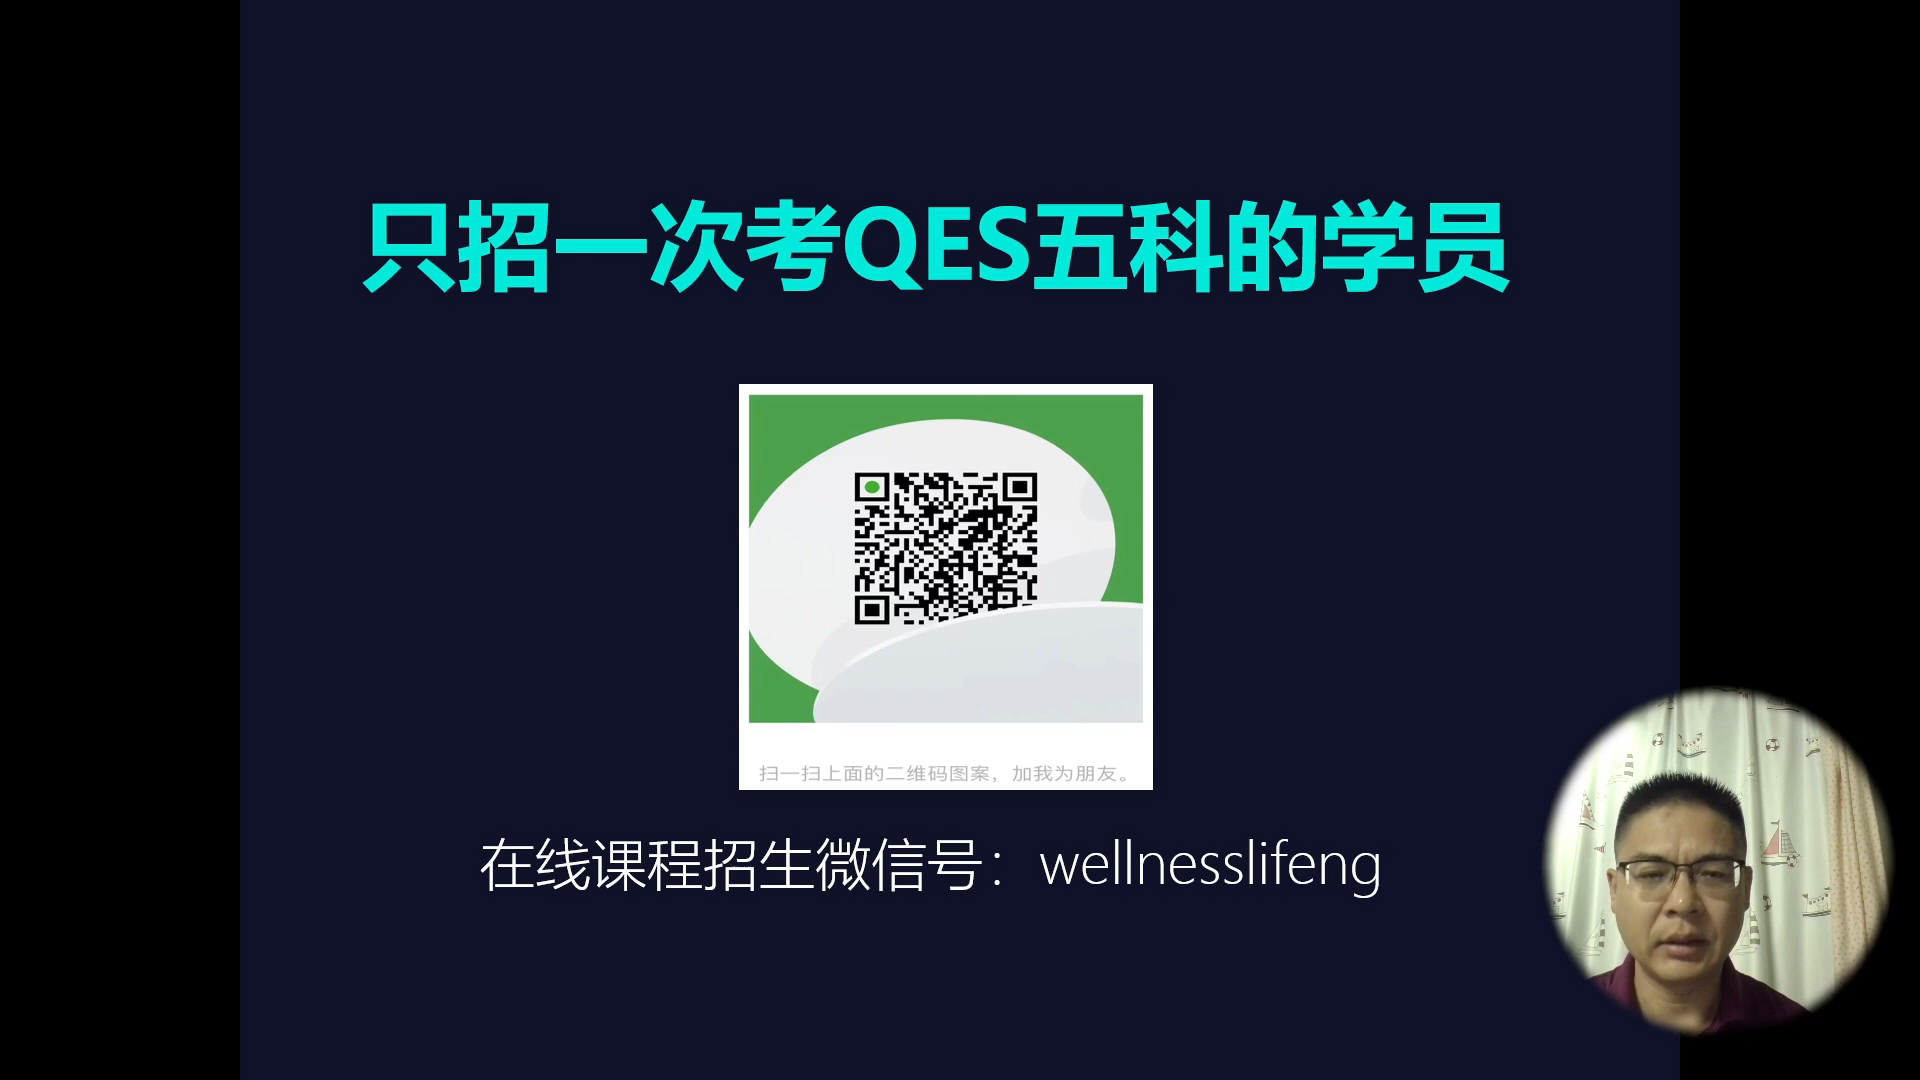 只招一次考QES五科的学员
扫一扫上面的二维码图案，加我为朋友。
在线课程招生微信号：wellnesslifeng